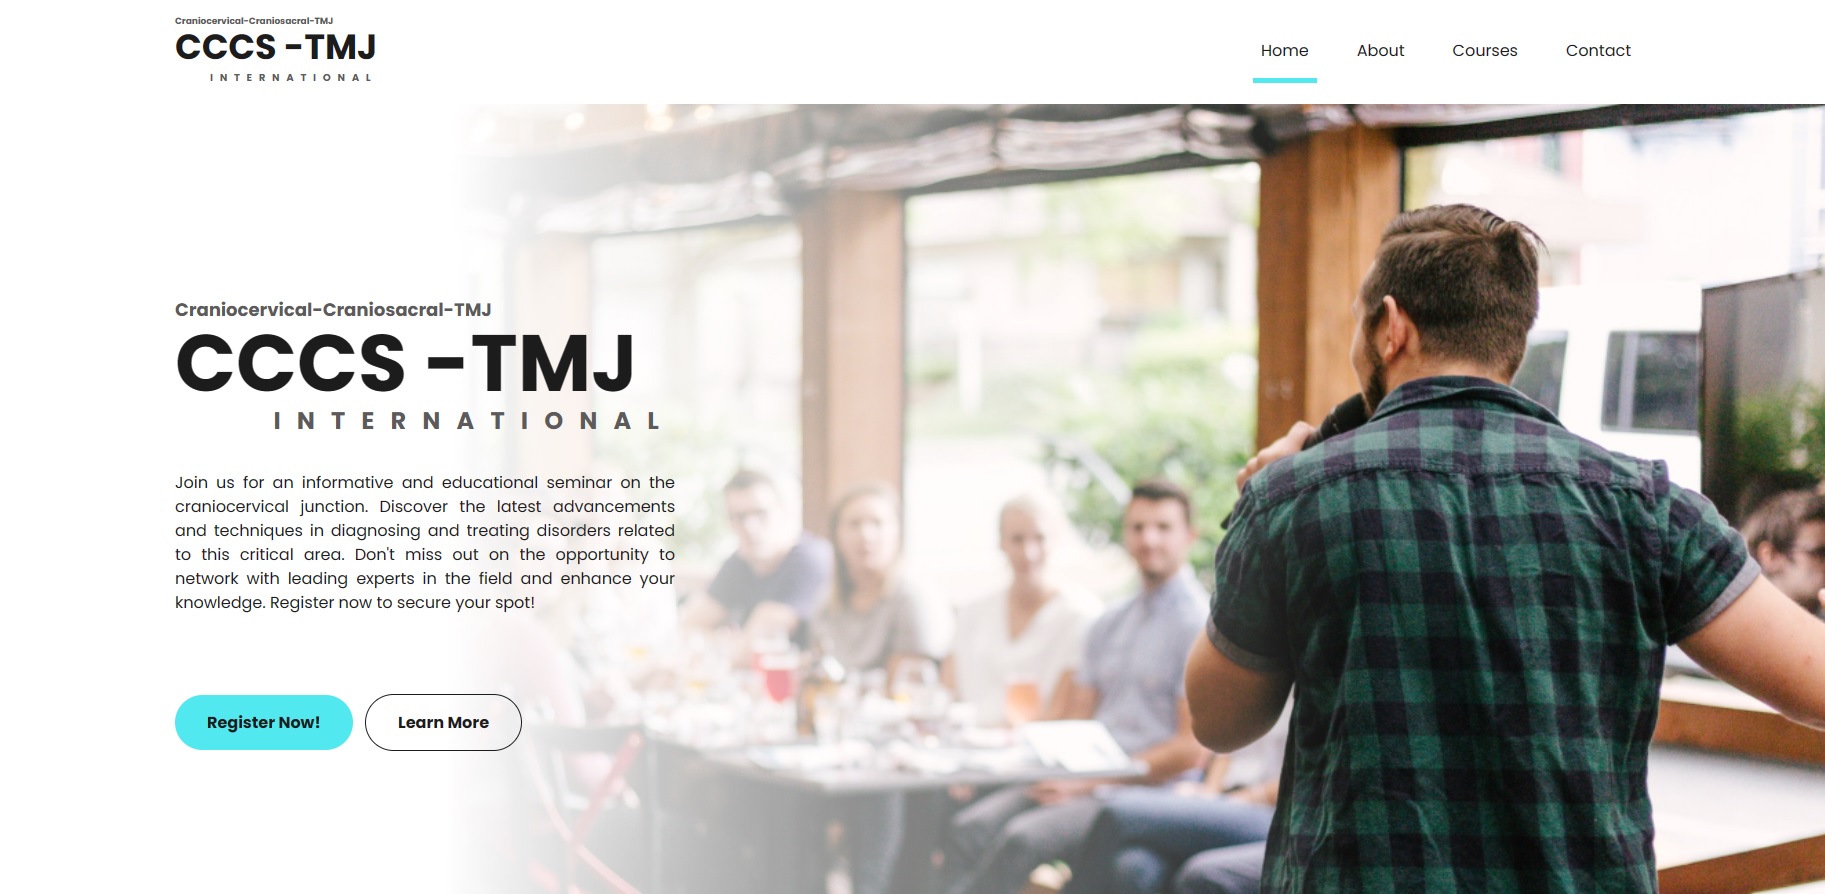 Craniocervical-Craniosacral-TMJ
CCCS -TMJ
INTERNATIONAL
Home
About
Courses
Contact
Craniocervical-Craniosacral-TMJ
CCCS -TMJ
INTERNATIONAL
Join us for an informative and educational seminar on the
craniocervical junction. Discover the latest advancements
and techniques in diagnosing and treating disorders related
to this critical area. Don't miss out on the opportunity to
network with leading experts in the field and enhance your
knowledge. Register now to secure your spot!
Register Now!
Learn More